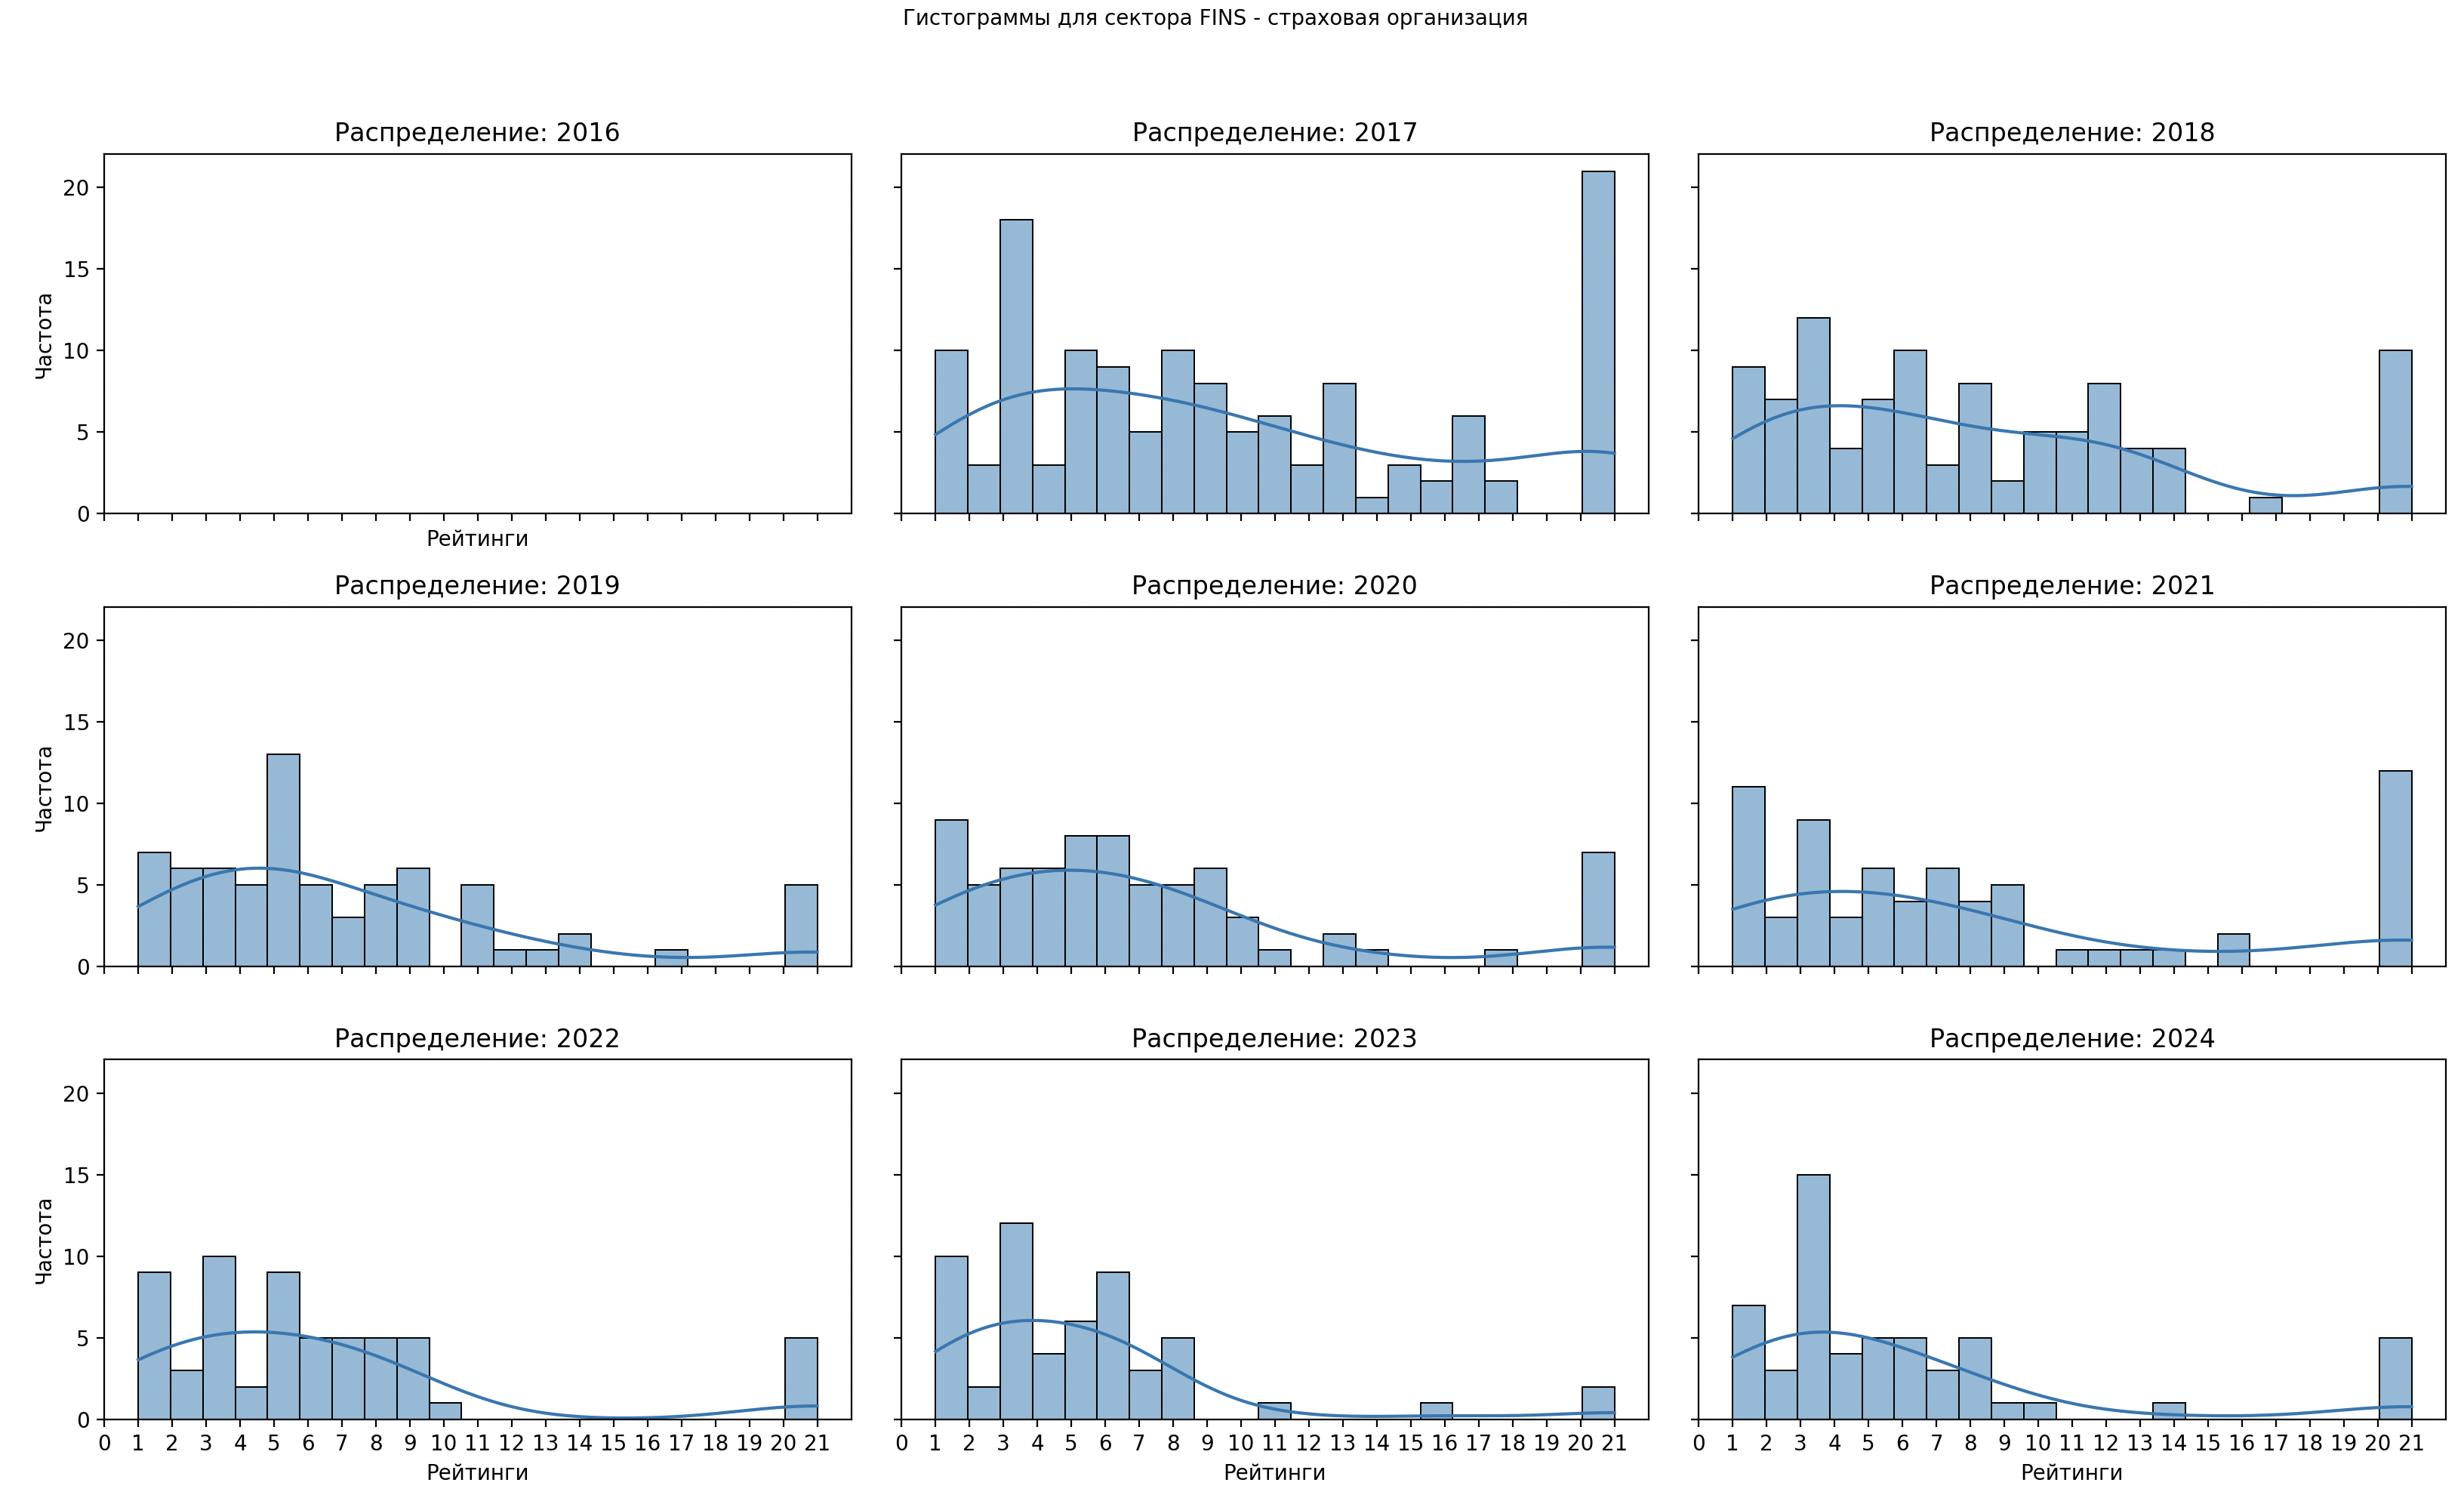 Гистограммы для сектора FINS - страховая организация
Распределение: 2016
Распределение: 2017
Распределение: 2018
20
15
10
5
0
Частота
Рейтинги
Распределение: 2019
Распределение: 2020
Распределение: 2021
20
15
10
5
0
Частота
Распределение: 2022
Распределение: 2023
Распределение: 2024
20
15
10
5
0
Частота
0 1 2 3 4 5 6 7 8 9 10 11 12 13 14 15 16 17 18 19 20 21
0 1 2 3 4 5 6 7 8 9 10 11 12 13 14 15 16 17 18 19 20 21
0 1 2 3 4 5 6 7 8 9 10 11 12 13 14 15 16 17 18 19 20 21
Рейтинги
Рейтинги
Рейтинги